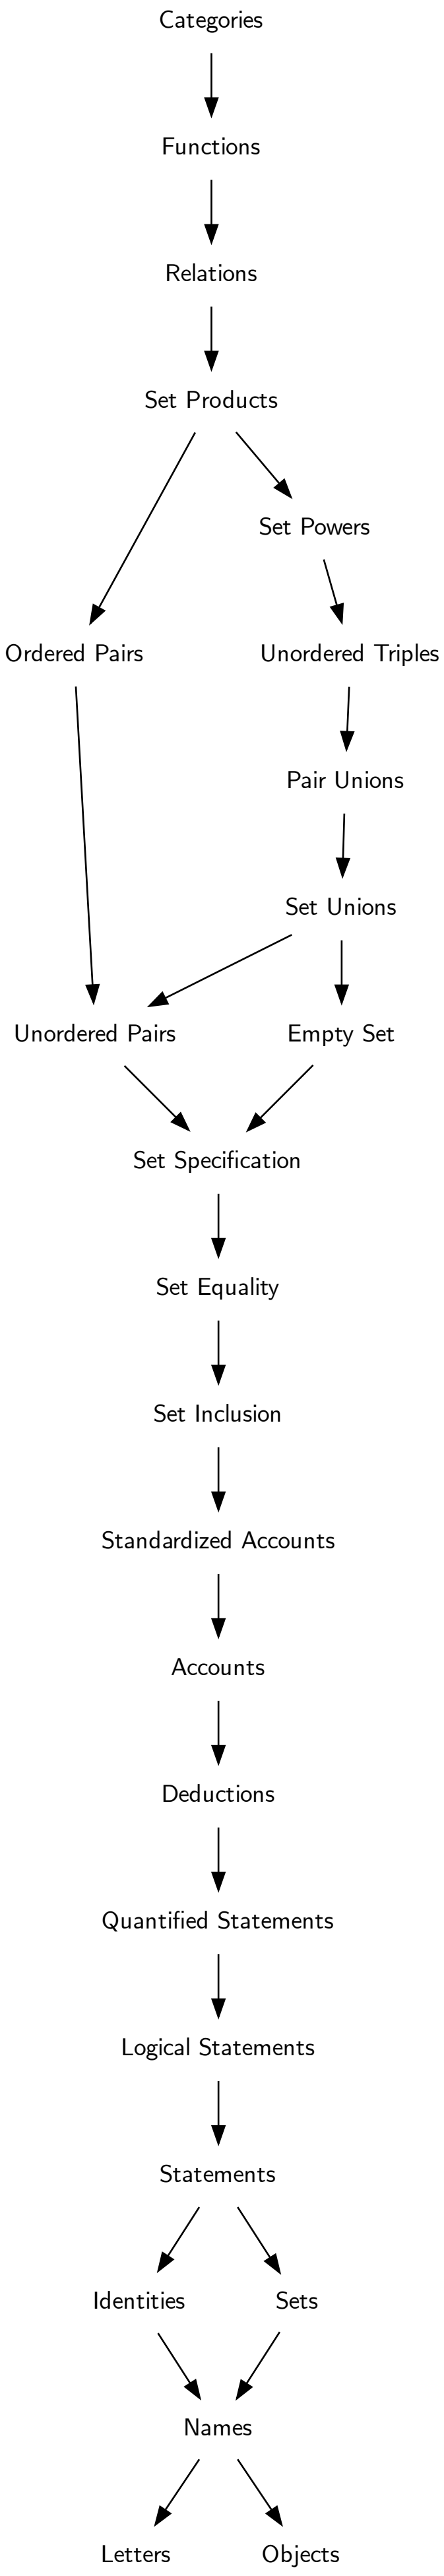 Categories
Functions
Relations
Set Products
Set Powers
Ordered Pairs
Unordered Triples
Pair Unions
Set Unions
Unordered Pairs
Empty Set
Set Specification
Set Equality
Set Inclusion
Standardized Accounts
Accounts
Deductions
Quantified Statements
Logical Statements
Statements
Identities
Sets
Names
Letters
Objects